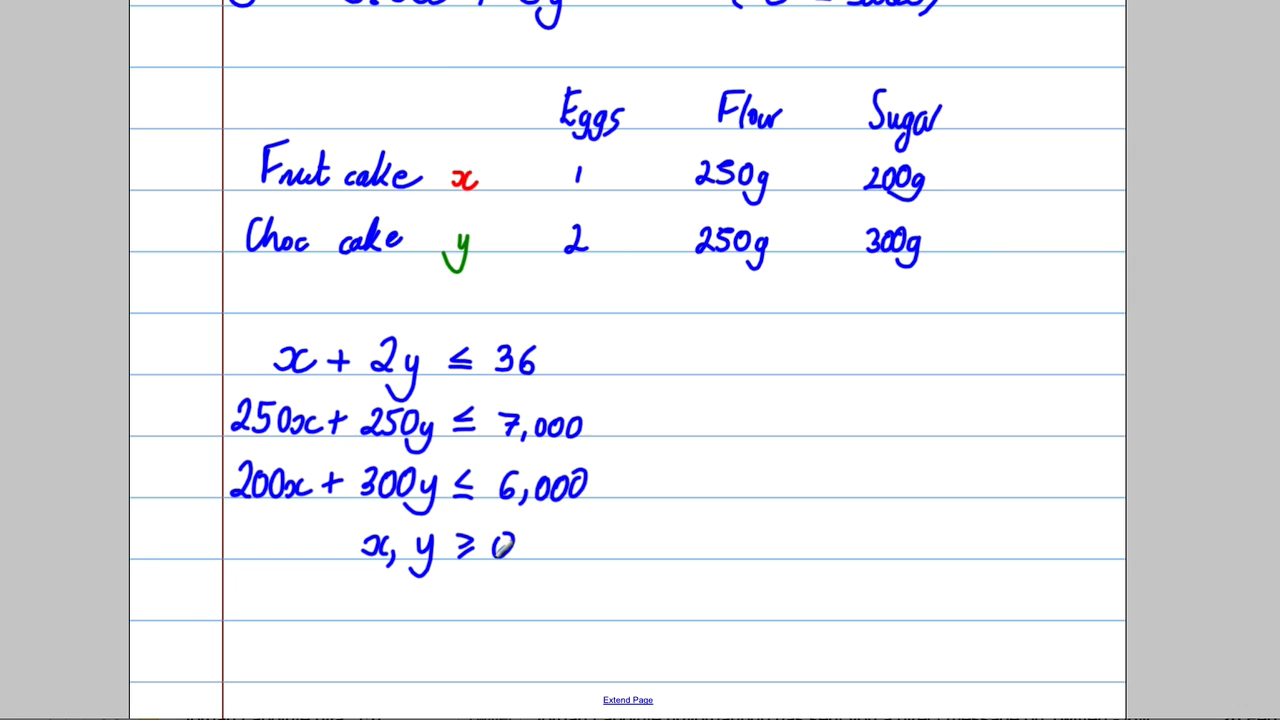 Eggs Flour Sugar
Fruit cake x 1 250g 200g
Choc cake y 2 250g 300g
x + 2y ≤ 36
250x + 250y ≤ 7,000
200x + 300y ≤ 6,000
x, y ≥ 0
Extend Page